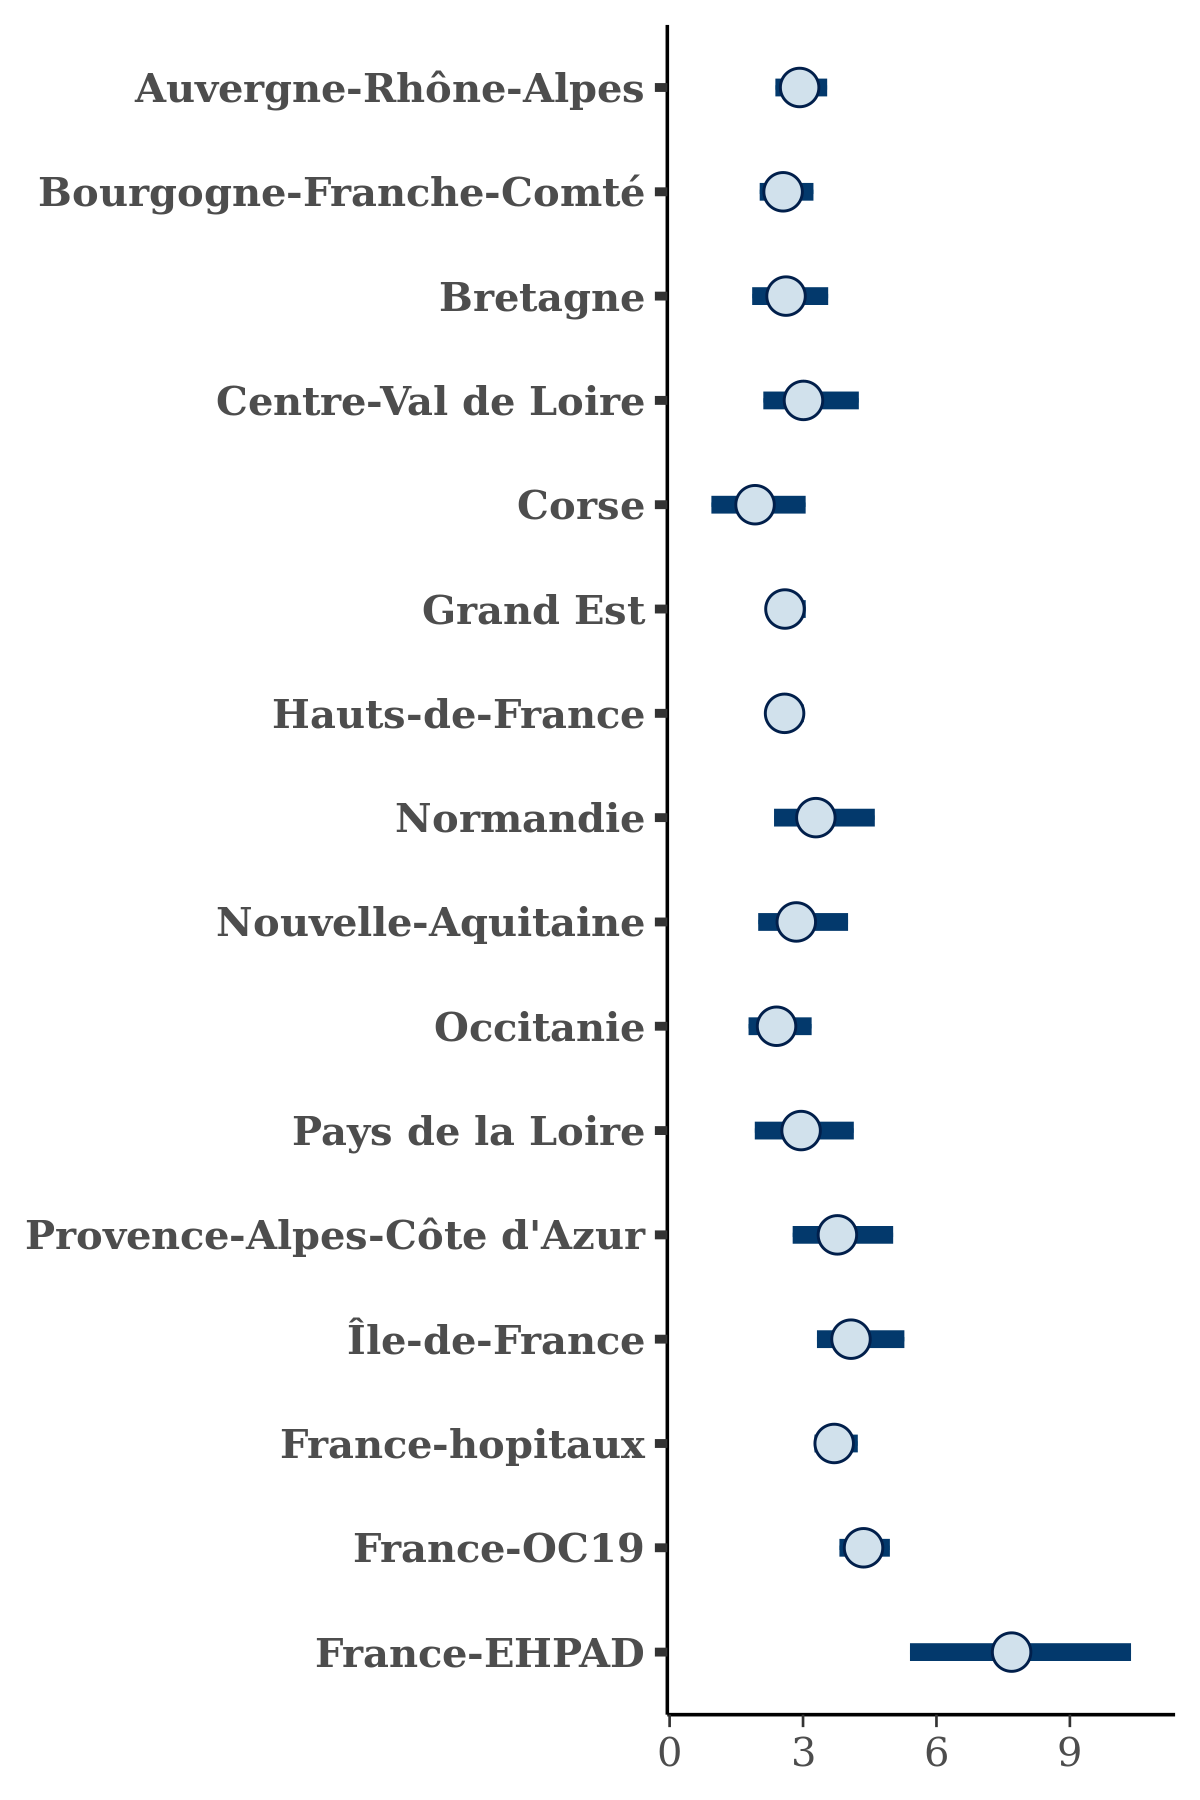 Auvergne-Rhône-Alpes
Bourgogne-Franche-Comté
Bretagne
Centre-Val de Loire
Corse
Grand Est
Hauts-de-France
Normandie
Nouvelle-Aquitaine
Occitanie
Pays de la Loire
Provence-Alpes-Côte d'Azur
Île-de-France
France-hopitaux
France-OC19
France-EHPAD
0 3 6 9